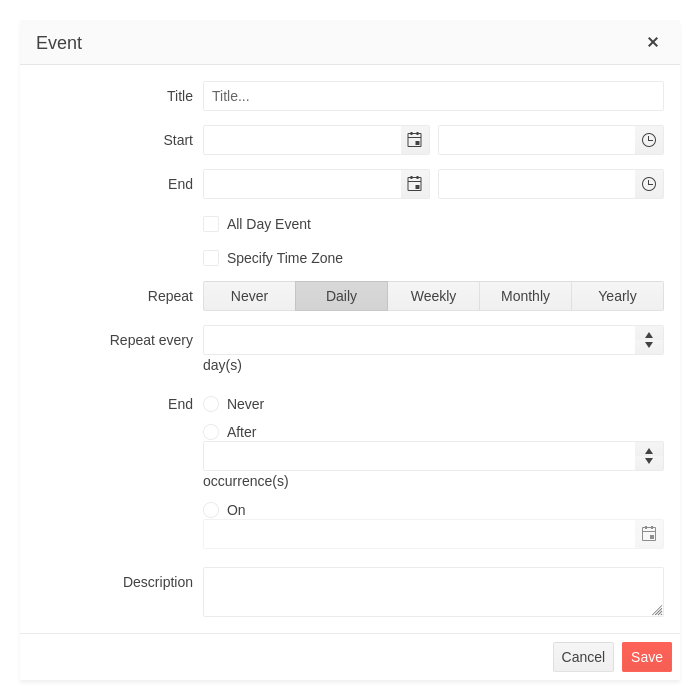 Event
Title Title...
Start
End
All Day Event
Specify Time Zone
Repeat Never Daily Weekly Monthly Yearly
Repeat every
day(s)
End Never
After
occurrence(s)
On
Description
Cancel Save